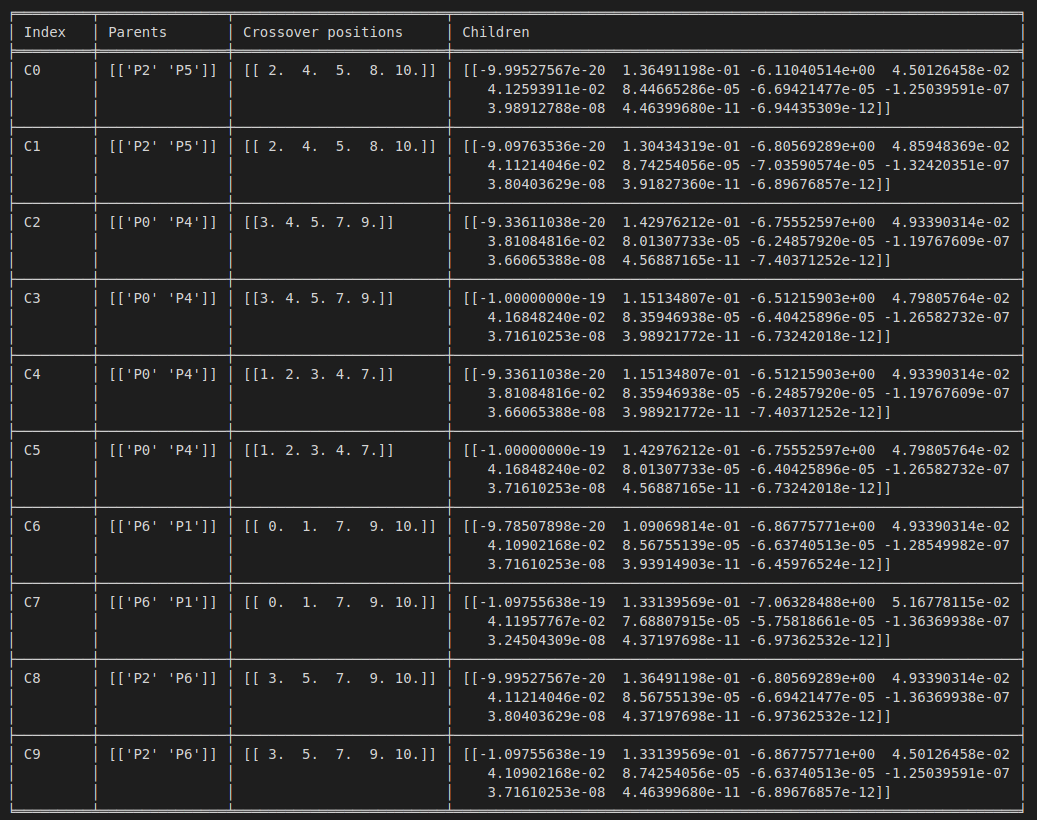 Index Parents Crossover positions Children
C0 [['P2' 'P5']] [[ 2. 4. 5. 8. 10.]] [[-9.99527567e-20 1.36491198e-01 -6.11040514e+00 4.50126458e-02
4.12593911e-02 8.44665286e-05 -6.69421477e-05 -1.25039591e-07
3.98912788e-08 4.46399680e-11 -6.94435309e-12]]
C1 [['P2' 'P5']] [[ 2. 4. 5. 8. 10.]] [[-9.09763536e-20 1.30434319e-01 -6.80569289e+00 4.85948369e-02
4.11214046e-02 8.74254056e-05 -7.03590574e-05 -1.32420351e-07
3.80403629e-08 3.91827360e-11 -6.89676857e-12]]
C2 [['P0' 'P4']] [[3. 4. 5. 7. 9.]] [[-9.33611038e-20 1.42976212e-01 -6.75552597e+00 4.93390314e-02
3.81084816e-02 8.01307733e-05 -6.24857920e-05 -1.19767609e-07
3.66065388e-08 4.56887165e-11 -7.40371252e-12]]
C3 [['P0' 'P4']] [[3. 4. 5. 7. 9.]] [[-1.00000000e-19 1.15134807e-01 -6.51215903e+00 4.79805764e-02
4.16848240e-02 8.35946938e-05 -6.40425896e-05 -1.26582732e-07
3.71610253e-08 3.98921772e-11 -6.73242018e-12]]
C4 [['P0' 'P4']] [[1. 2. 3. 4. 7.]] [[-9.33611038e-20 1.15134807e-01 -6.51215903e+00 4.93390314e-02
3.81084816e-02 8.35946938e-05 -6.24857920e-05 -1.19767609e-07
3.66065388e-08 3.98921772e-11 -7.40371252e-12]]
C5 [['P0' 'P4']] [[1. 2. 3. 4. 7.]] [[-1.00000000e-19 1.42976212e-01 -6.75552597e+00 4.79805764e-02
4.16848240e-02 8.01307733e-05 -6.40425896e-05 -1.26582732e-07
3.71610253e-08 4.56887165e-11 -6.73242018e-12]]
C6 [['P6' 'P1']] [[ 0. 1. 7. 9. 10.]] [[-9.78507898e-20 1.09069814e-01 -6.86775771e+00 4.93390314e-02
4.10902168e-02 8.56755139e-05 -6.63740513e-05 -1.28549982e-07
3.71610253e-08 3.93914903e-11 -6.45976524e-12]]
C7 [['P6' 'P1']] [[ 0. 1. 7. 9. 10.]] [[-1.09755638e-19 1.33139569e-01 -7.06328488e+00 5.16778115e-02
4.11957767e-02 7.68807915e-05 -5.75818661e-05 -1.36369938e-07
3.24504309e-08 4.37197698e-11 -6.97362532e-12]]
C8 [['P2' 'P6']] [[ 3. 5. 7. 9. 10.]] [[-9.99527567e-20 1.36491198e-01 -6.80569289e+00 4.93390314e-02
4.11214046e-02 8.56755139e-05 -6.69421477e-05 -1.36369938e-07
3.80403629e-08 4.37197698e-11 -6.97362532e-12]]
C9 [['P2' 'P6']] [[ 3. 5. 7. 9. 10.]] [[-1.09755638e-19 1.33139569e-01 -6.86775771e+00 4.50126458e-02
4.10902168e-02 8.74254056e-05 -6.63740513e-05 -1.25039591e-07
3.71610253e-08 4.46399680e-11 -6.89676857e-12]]